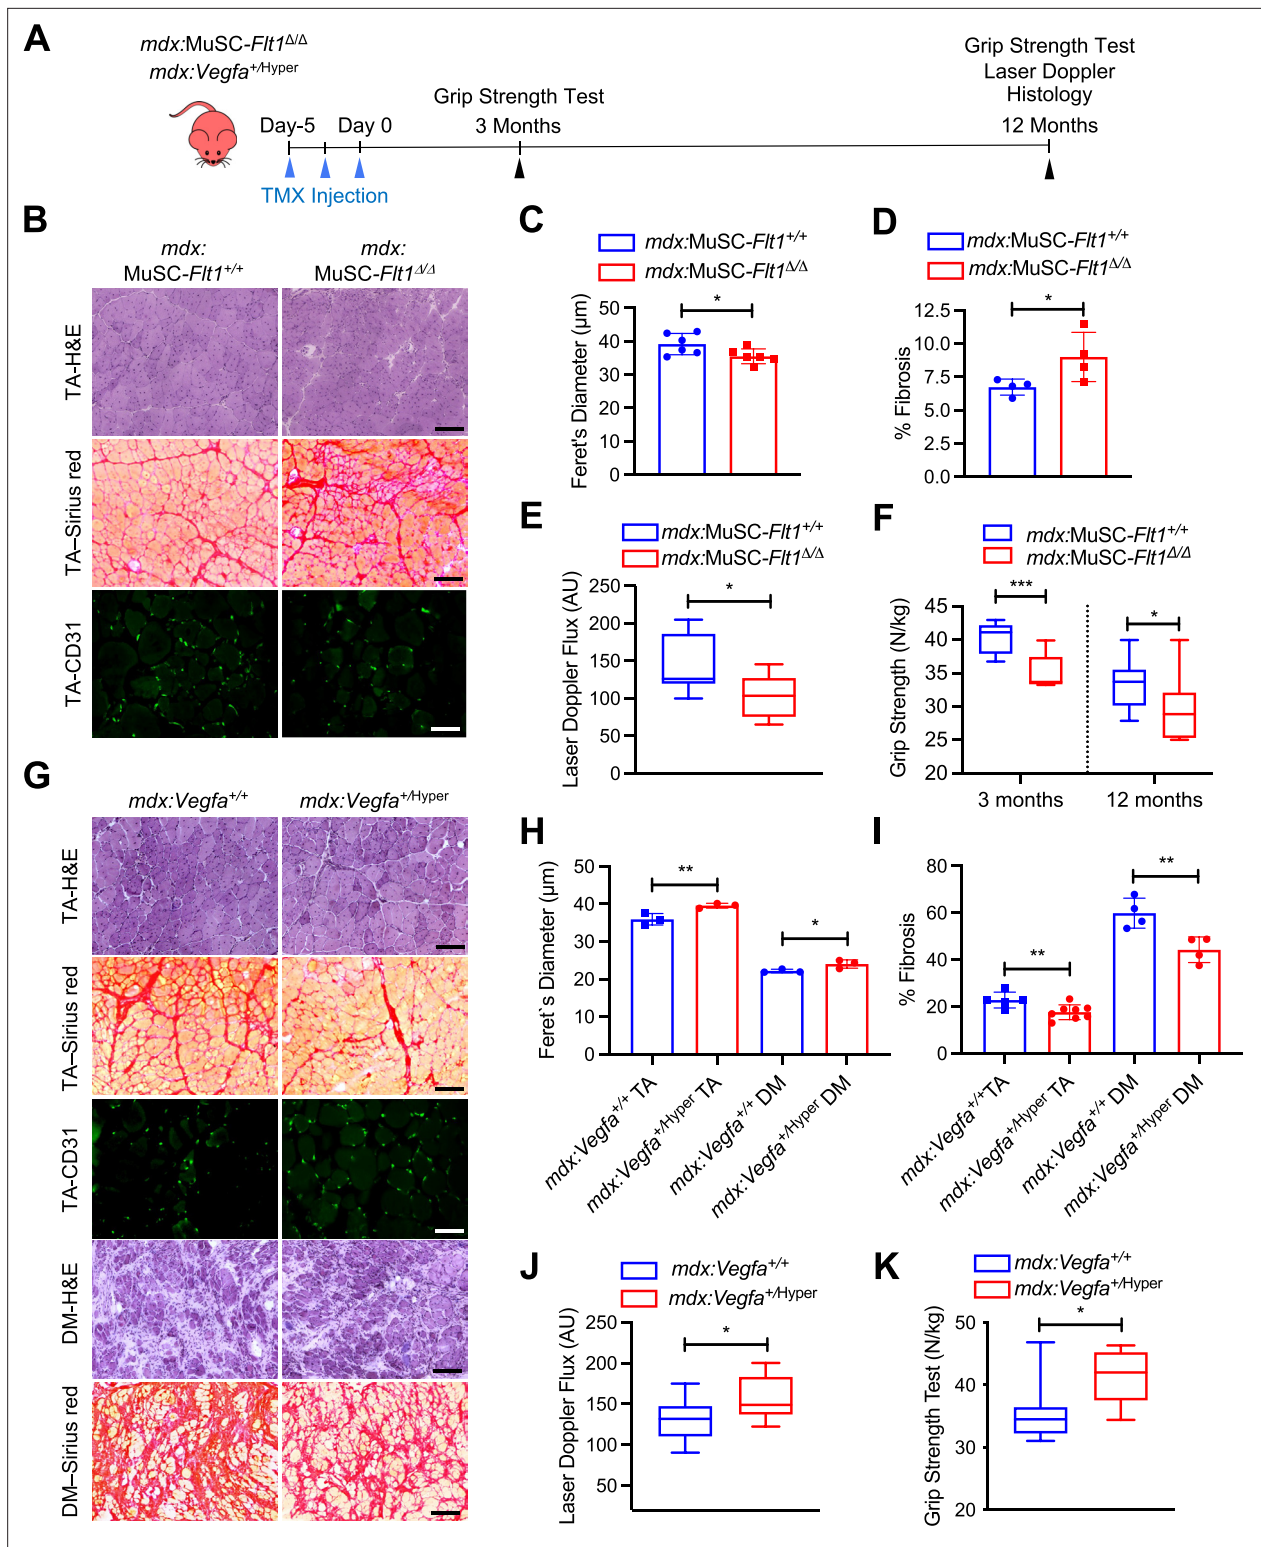 A
mdx:MuSC-Flt1Δ/Δ
mdx:Vegfa+/Hyper
Grip Strength Test
3 Months
Grip Strength Test
Laser Doppler
Histology
12 Months
Day-5
Day 0
TMX Injection
B
mdx:
MuSC-Flt1+/+
mdx:
MuSC-Flt1Δ/Δ
TA-H&E
TA–Sirius red
TA-CD31
C
mdx:MuSC-Flt1+/+
mdx:MuSC-Flt1Δ/Δ
Feret's Diameter (μm)
50
40
30
20
10
0
*
D
mdx:MuSC-Flt1+/+
mdx:MuSC-Flt1Δ/Δ
% Fibrosis
12.5
10.0
7.5
5.0
2.5
0.0
*
E
mdx:MuSC-Flt1+/+
mdx:MuSC-Flt1Δ/Δ
Laser Doppler Flux (AU)
250
200
150
100
50
0
*
F
mdx:MuSC-Flt1+/+
mdx:MuSC-Flt1Δ/Δ
Grip Strength (N/kg)
45
40
35
30
25
20
***
*
3 months
12 months
G
mdx:Vegfa+/+
mdx:Vegfa+/Hyper
TA-H&E
TA–Sirius red
TA-CD31
DM-H&E
DM–Sirius red
H
Feret`s Diameter (μm)
50
40
30
20
10
0
**
*
mdx:Vegfa+/+ TA
mdx:Vegfa+/Hyper TA
mdx:Vegfa+/+ DM
mdx:Vegfa+/Hyper DM
I
% Fibrosis
80
60
40
20
0
**
**
mdx:Vegfa+/+ TA
mdx:Vegfa+/Hyper TA
mdx:Vegfa+/+ DM
mdx:Vegfa+/Hyper DM
J
mdx:Vegfa+/+
mdx:Vegfa+/Hyper
Laser Doppler Flux (AU)
250
200
150
100
50
*
K
mdx:Vegfa+/+
mdx:Vegfa+/Hyper
Grip Strength Test (N/kg)
50
40
30
20
*